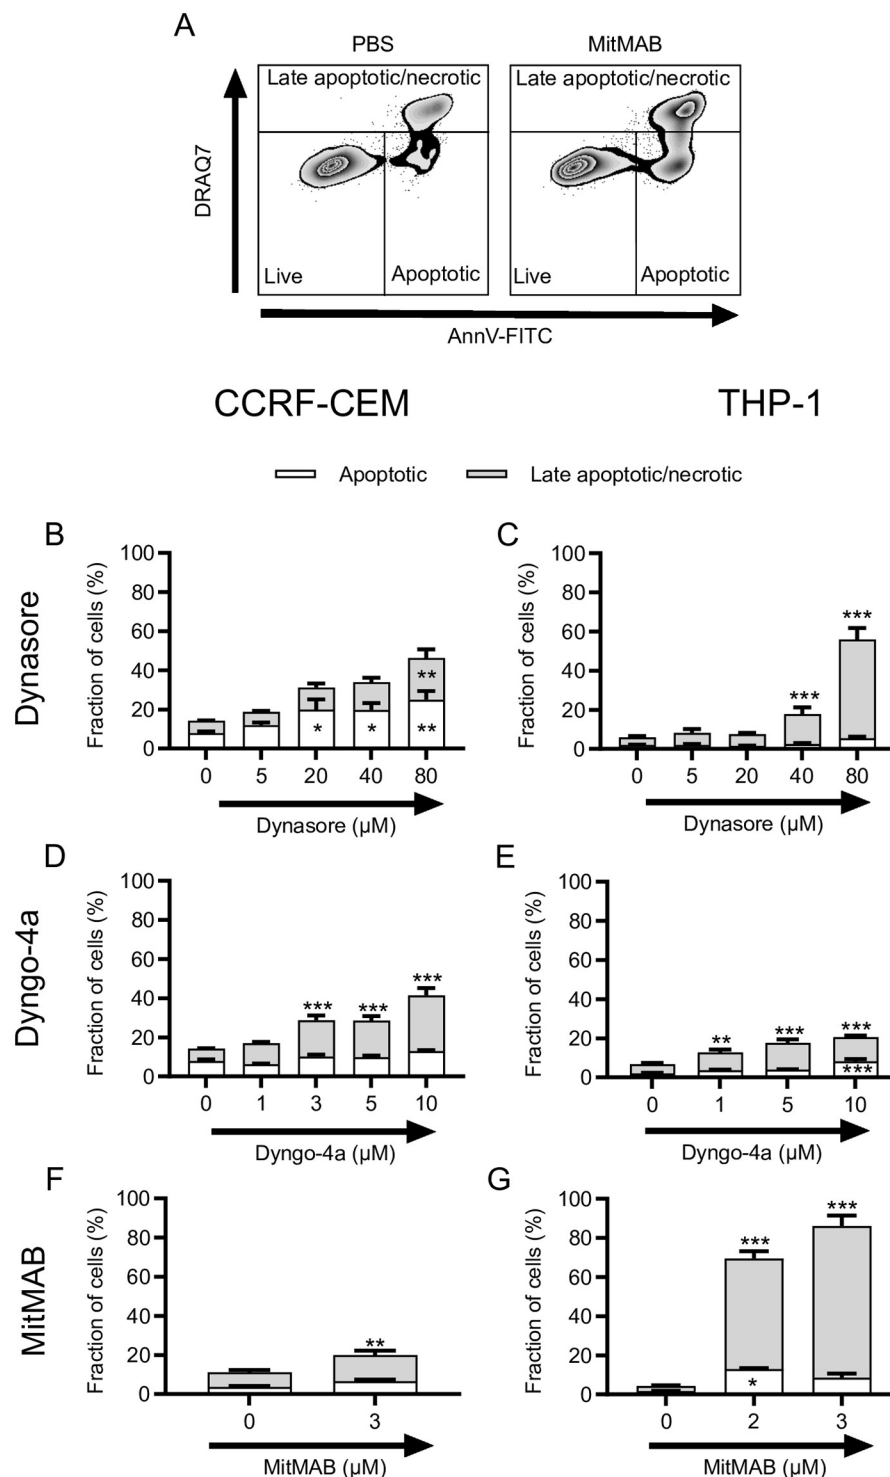 A
PBS
MitMAB
Late apoptotic/necrotic
Late apoptotic/necrotic
DRAQ7
Live
Apoptotic
Live
Apoptotic
AnnV-FITC
CCRF-CEM
THP-1
Apoptotic
Late apoptotic/necrotic
Dynasore
B
Fraction of cells (%)
100
80
60
40
20
0
**
*
*
**
0 5 20 40 80
Dynasore (µM)
C
Fraction of cells (%)
100
80
60
40
20
0
***
***
0 5 20 40 80
Dynasore (µM)
Dyngo-4a
D
Fraction of cells (%)
100
80
60
40
20
0
***
***
***
0 1 3 5 10
Dyngo-4a (µM)
E
Fraction of cells (%)
100
80
60
40
20
0
**
***
***
***
0 1 5 10
Dyngo-4a (µM)
MitMAB
F
Fraction of cells (%)
100
80
60
40
20
0
**
0 3
MitMAB (µM)
G
Fraction of cells (%)
100
80
60
40
20
0
***
***
*
0 2 3
MitMAB (µM)